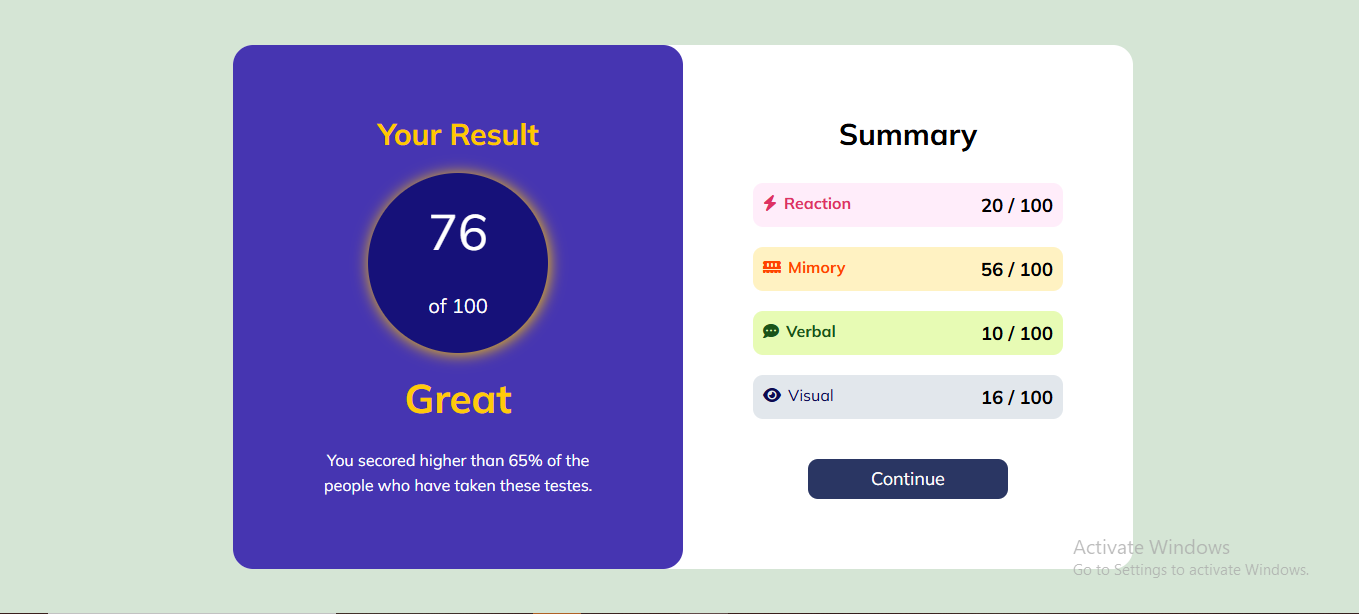 Your Result
76
of 100
Great
You secored higher than 65% of the
people who have taken these testes.
Summary
Reaction 20 / 100
Mimory 56 / 100
Verbal 10 / 100
Visual 16 / 100
Continue
Activate Windows
Go to Settings to activate Windows.